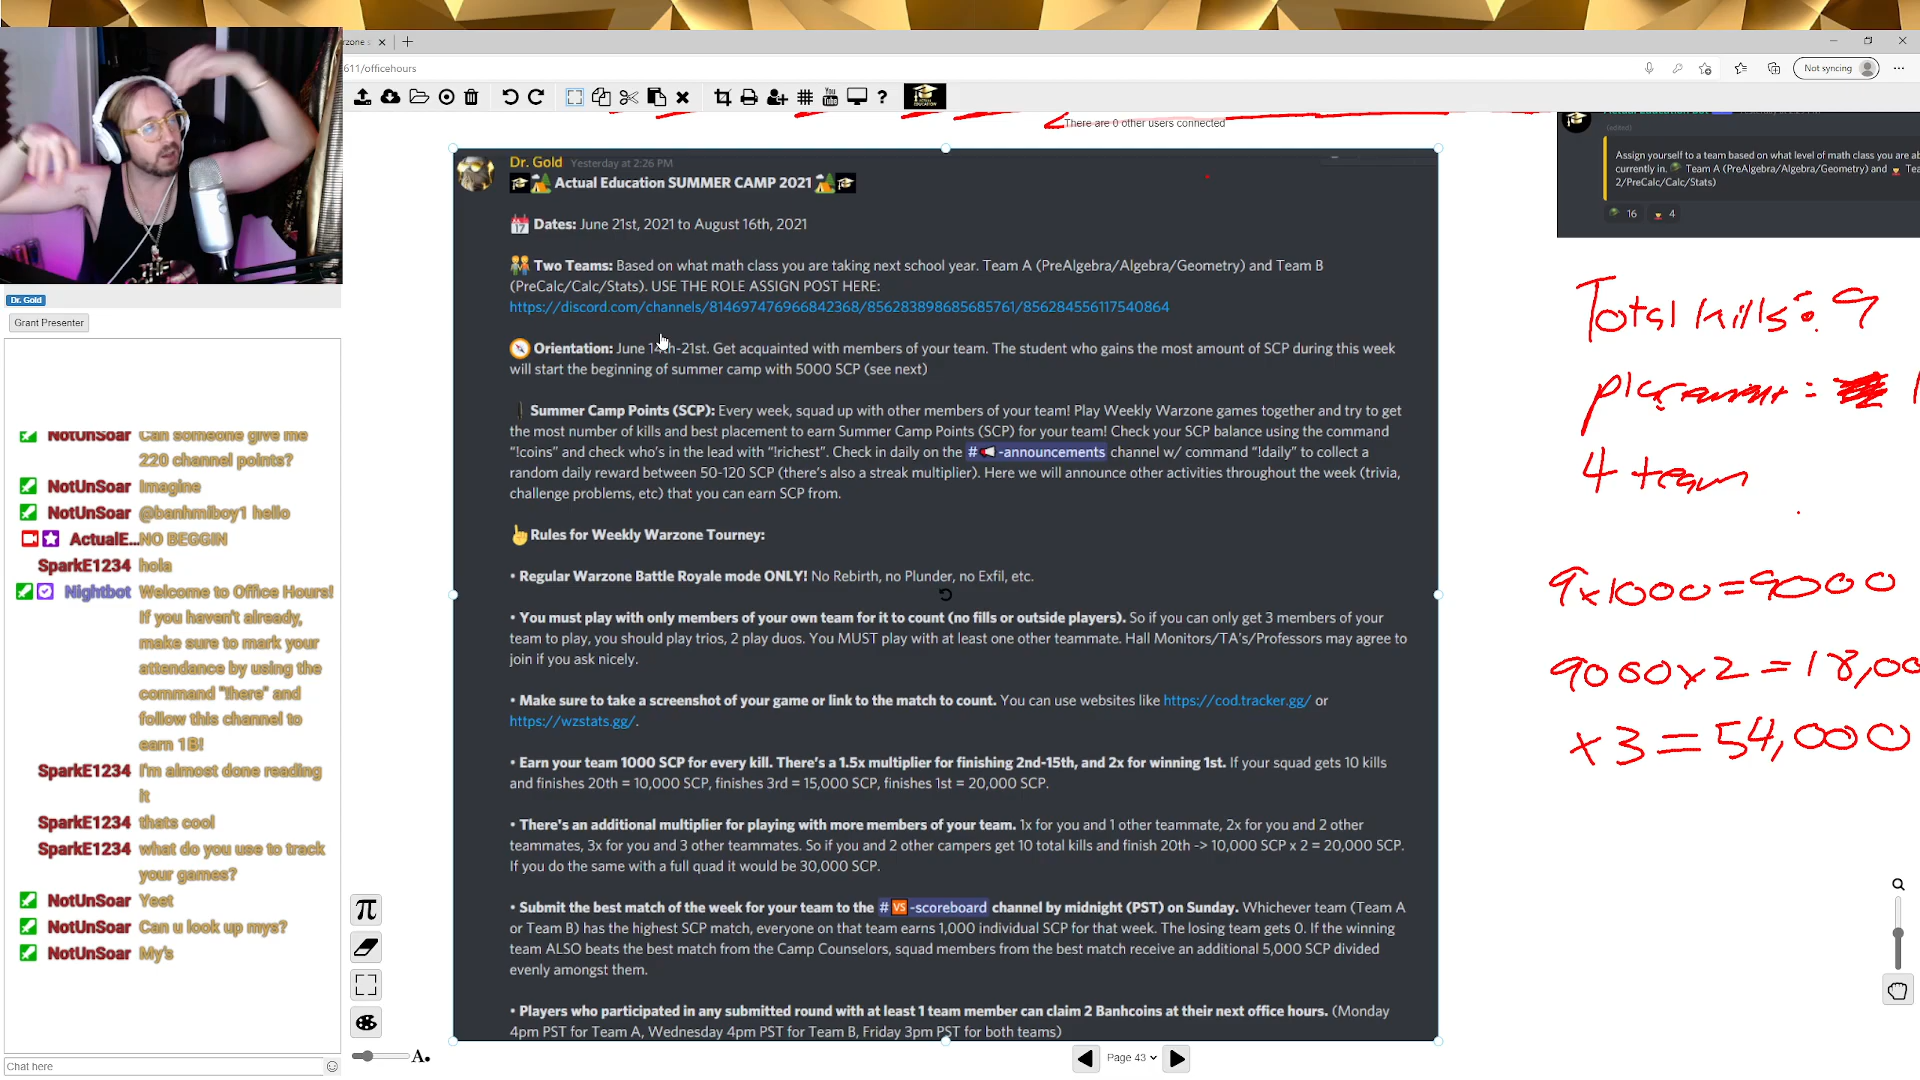 rzone s
611/officehours
Not syncing
There are 0 other users connected
Dr. Gold
Grant Presenter
NotUnSoar Can someone give me
220 channel points?
NotUnSoar Imagine
NotUnSoar @banhmiboy1 hello
ActualE...NO BEGGIN
SparkE1234 hola
Nightbot Welcome to Office Hours!
If you haven't already,
make sure to mark your
attendance by using the
command "!here" and
follow this channel to
earn 1B!
SparkE1234 I'm almost done reading
it
SparkE1234 thats cool
SparkE1234 what do you use to track
your games?
NotUnSoar Yeet
NotUnSoar Can u look up mys?
NotUnSoar My's
Chat here
Dr. Gold Yesterday at 2:26 PM
Actual Education SUMMER CAMP 2021
Dates: June 21st, 2021 to August 16th, 2021
Two Teams: Based on what math class you are taking next school year. Team A (PreAlgebra/Algebra/Geometry) and Team B
(PreCalc/Calc/Stats). USE THE ROLE ASSIGN POST HERE:
https://discord.com/channels/814697476966842368/856283898685685761/856284556117540864
Orientation: June 14th-21st. Get acquainted with members of your team. The student who gains the most amount of SCP during this week
will start the beginning of summer camp with 5000 SCP (see next)
Summer Camp Points (SCP): Every week, squad up with other members of your team! Play Weekly Warzone games together and try to get
the most number of kills and best placement to earn Summer Camp Points (SCP) for your team! Check your SCP balance using the command
"!coins" and check who's in the lead with "!richest". Check in daily on the # -announcements channel w/ command "!daily" to collect a
random daily reward between 50-120 SCP (there's also a streak multiplier). Here we will announce other activities throughout the week (trivia,
challenge problems, etc) that you can earn SCP from.
Rules for Weekly Warzone Tourney:
• Regular Warzone Battle Royale mode ONLY! No Rebirth, no Plunder, no Exfil, etc.
• You must play with only members of your own team for it to count (no fills or outside players). So if you can only get 3 members of your
team to play, you should play trios, 2 play duos. You MUST play with at least one other teammate. Hall Monitors/TA's/Professors may agree to
join if you ask nicely.
• Make sure to take a screenshot of your game or link to the match to count. You can use websites like https://cod.tracker.gg/ or
https://wzstats.gg/.
• Earn your team 1000 SCP for every kill. There's a 1.5x multiplier for finishing 2nd-15th, and 2x for winning 1st. If your squad gets 10 kills
and finishes 20th = 10,000 SCP, finishes 3rd = 15,000 SCP, finishes 1st = 20,000 SCP.
• There's an additional multiplier for playing with more members of your team. 1x for you and 1 other teammate, 2x for you and 2 other
teammates, 3x for you and 3 other teammates. So if you and 2 other campers get 10 total kills and finish 20th -> 10,000 SCP x 2 = 20,000 SCP.
If you do the same with a full quad it would be 30,000 SCP.
• Submit the best match of the week for your team to the # VS -scoreboard channel by midnight (PST) on Sunday. Whichever team (Team A
or Team B) has the highest SCP match, everyone on that team earns 1,000 individual SCP for that week. The losing team gets 0. If the winning
team ALSO beats the best match from the Camp Counselors, squad members from the best match receive an additional 5,000 SCP divided
evenly amongst them.
• Players who participated in any submitted round with at least 1 team member can claim 2 Banhcoins at their next office hours. (Monday
4pm PST for Team A, Wednesday 4pm PST for Team B, Friday 3pm PST for both teams)
Page 43
A
Assign yourself to a team based on what level of math class you are ab
currently in. Team A (PreAlgebra/Algebra/Geometry) and Tea
2/PreCalc/Calc/Stats)
16 4
Total kills: 9
placement = 1
4 team
9x1000=9000
9000x2=18,00
x3=54,000